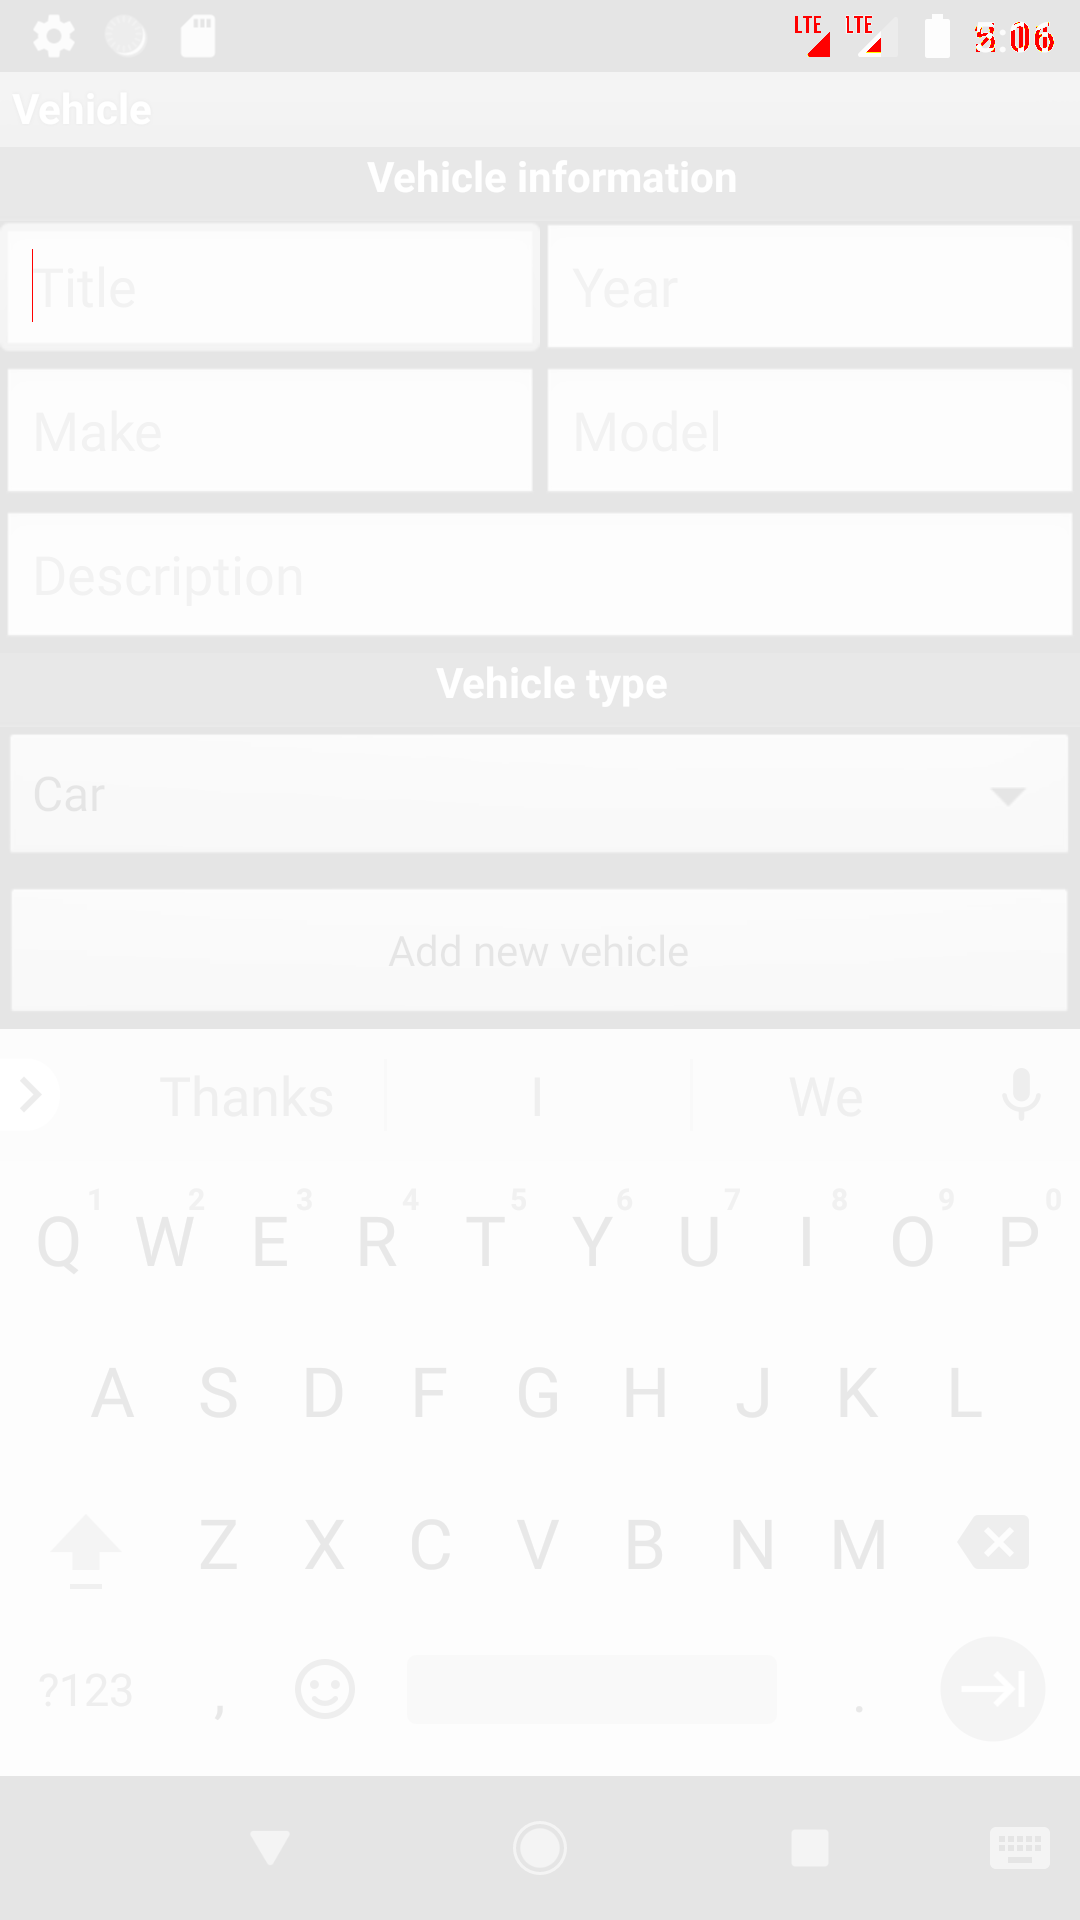 LTE LTE :06
Vehicle
Vehicle information
Title Year
Make Model
Description
Vehicle type
Car
Add new vehicle
Thanks I We
1 2 3 4 5 6 7 8 9 0
Q W E R T Y U I O P
A S D F G H J K L
Z X C V B N M
?123 , .